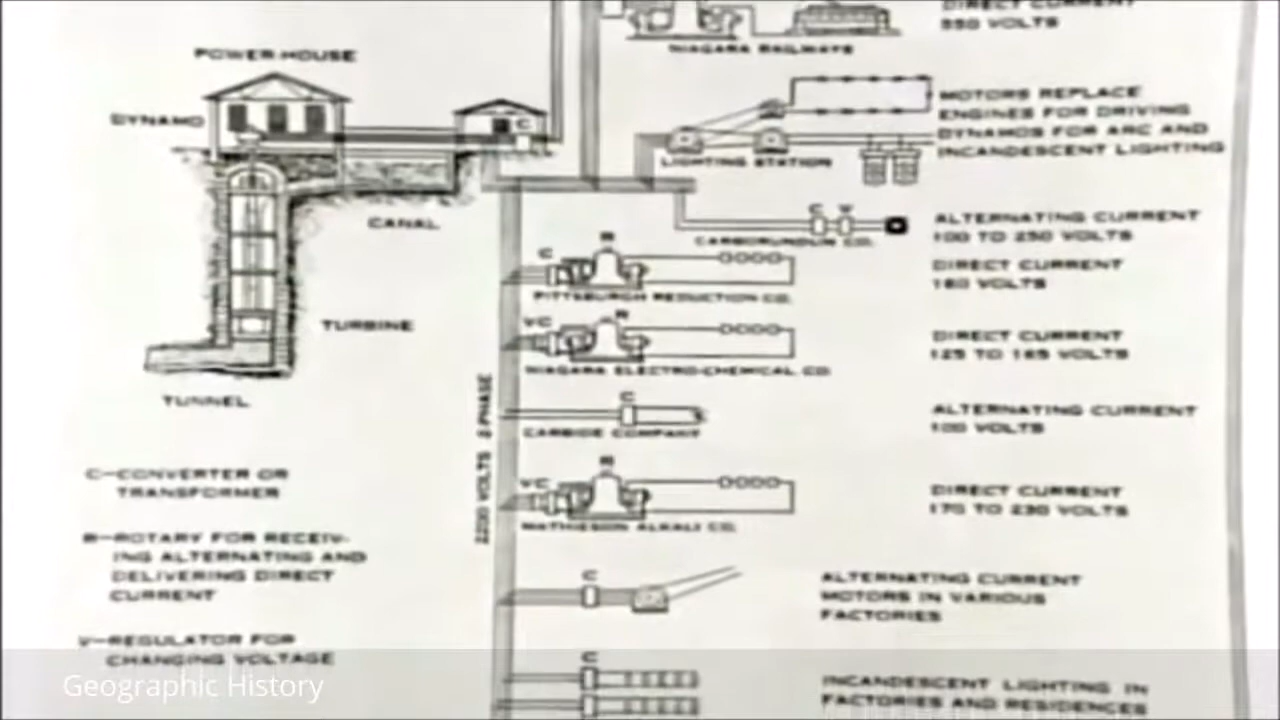 DIRECT CURRENT
550 VOLTS
NIAGARA RAILWAYS
POWER-HOUSE
DYNAMO
C
MOTORS REPLACE
ENGINES FOR DRIVING
DYNAMOS FOR ARC AND
INCANDESCENT LIGHTING
LIGHTING STATION
CANAL
C V
CARBORUNDUM CO.
ALTERNATING CURRENT
100 TO 250 VOLTS
C R
PITTSBURGH REDUCTION CO.
DIRECT CURRENT
160 VOLTS
TURBINE
VC R
NIAGARA ELECTRO-CHEMICAL CO.
DIRECT CURRENT
125 TO 165 VOLTS
TUNNEL
2200 VOLTS 2 PHASE
C
CARBIDE COMPANY
ALTERNATING CURRENT
100 VOLTS
VC R
MATHIESON ALKALI CO.
DIRECT CURRENT
170 TO 230 VOLTS
C—CONVERTER OR
TRANSFORMER
R—ROTARY FOR RECEIV-
ING ALTERNATING AND
DELIVERING DIRECT
CURRENT
C
ALTERNATING CURRENT
MOTORS IN VARIOUS
FACTORIES
V—REGULATOR FOR
CHANGING VOLTAGE
C
INCANDESCENT LIGHTING IN
FACTORIES AND RESIDENCES
Geographic History